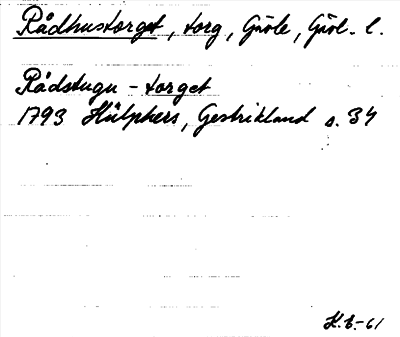 Rådhustorget, torg, Gävle, Gävl. l.
Rådstugu-torget
1793 Hülphers, Gestrikland s. 34
K.B.-61